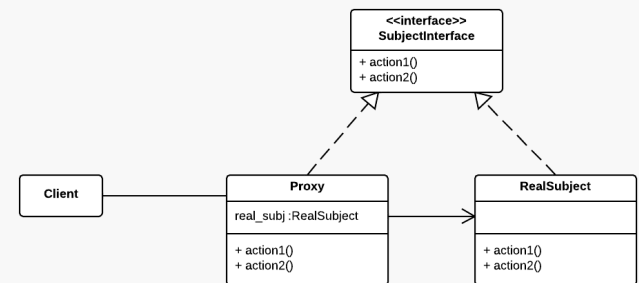 <<interface>>
SubjectInterface
+ action1()
+ action2()
Client
Proxy
real_subj :RealSubject
+ action1()
+ action2()
RealSubject
+ action1()
+ action2()